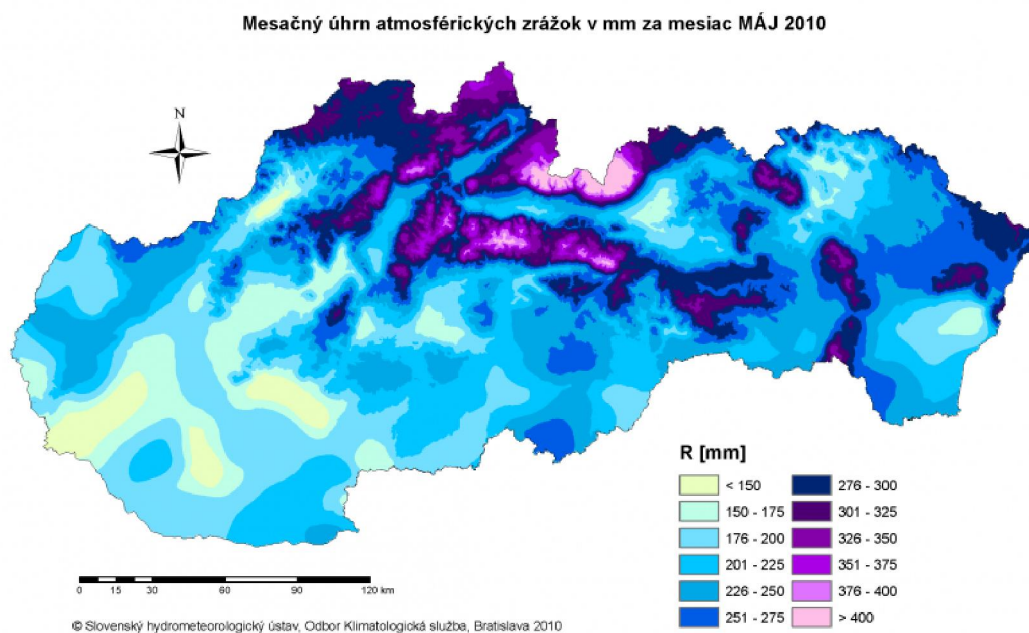 Mesačný úhrn atmosférických zrážok v mm za mesiac MÁJ 2010
N
R [mm]
< 150
150 - 175
176 - 200
201 - 225
226 - 250
251 - 275
276 - 300
301 - 325
326 - 350
351 - 375
376 - 400
> 400
0 15 30 60 90 120 km
© Slovenský hydrometeorologický ústav, Odbor Klimatologická služba, Bratislava 2010